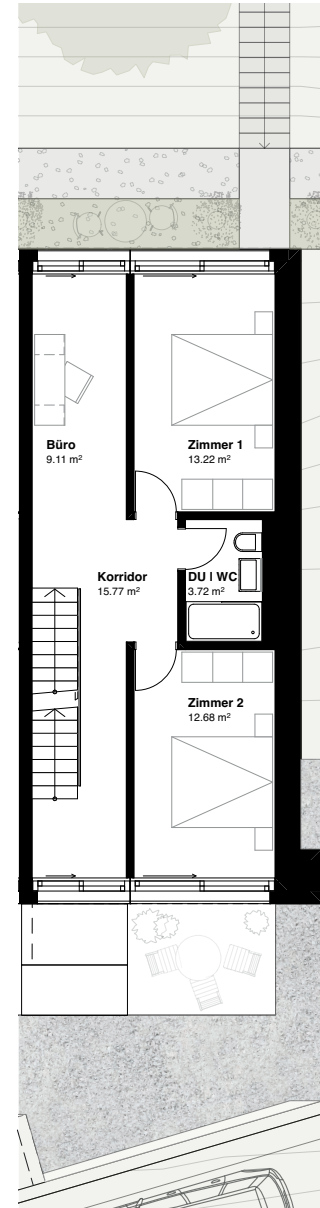 Büro
9.11 m²
Zimmer 1
13.22 m²
Korridor
15.77 m²
DU I WC
3.72 m²
Zimmer 2
12.68 m²